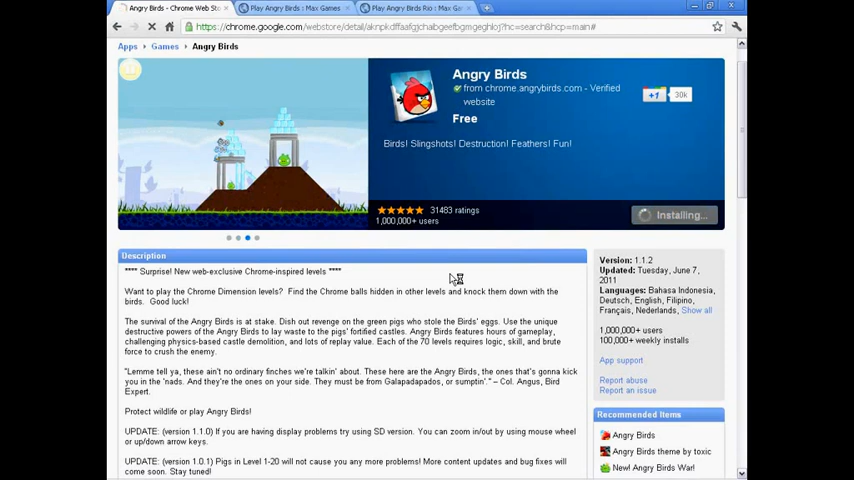 Angry Birds - Chrome Web Sto
Play Angry Birds : Max Games
Play Angry Birds Rio : Max Ga
https://chrome.google.com/webstore/detail/aknpkdffaafgjchaibgeefbgmgeghloj?hc=search&hcp=main#
Apps Games Angry Birds
Angry Birds
from chrome.angrybirds.com - Verified
website
+1 30k
Free
Birds! Slingshots! Destruction! Feathers! Fun!
31483 ratings
1,000,000+ users
Installing...
Description
**** Surprise! New web-exclusive Chrome-inspired levels ****
Want to play the Chrome Dimension levels? Find the Chrome balls hidden in other levels and knock them down with the
birds. Good luck!
The survival of the Angry Birds is at stake. Dish out revenge on the green pigs who stole the Birds' eggs. Use the unique
destructive powers of the Angry Birds to lay waste to the pigs' fortified castles. Angry Birds features hours of gameplay,
challenging physics-based castle demolition, and lots of replay value. Each of the 70 levels requires logic, skill, and brute
force to crush the enemy.
"Lemme tell ya, these ain't no ordinary finches we're talkin' about. These here are the Angry Birds, the ones that's gonna kick
you in the 'nads. And they're the ones on your side. They must be from Galapadapados, or sumptin'." – Col. Angus, Bird
Expert.
Protect wildlife or play Angry Birds!
UPDATE: (version 1.1.0) If you are having display problems try using SD version. You can zoom in/out by using mouse wheel
or up/down arrow keys.
UPDATE: (version 1.0.1) Pigs in Level 1-20 will not cause you any more problems! More content updates and bug fixes will
come soon. Stay tuned!
Version: 1.1.2
Updated: Tuesday, June 7,
2011
Languages: Bahasa Indonesia,
Deutsch, English, Filipino,
Français, Nederlands, Show all
1,000,000+ users
100,000+ weekly installs
App support
Report abuse
Report an issue
Recommended Items
Angry Birds
Angry Birds theme by toxic
New! Angry Birds War!